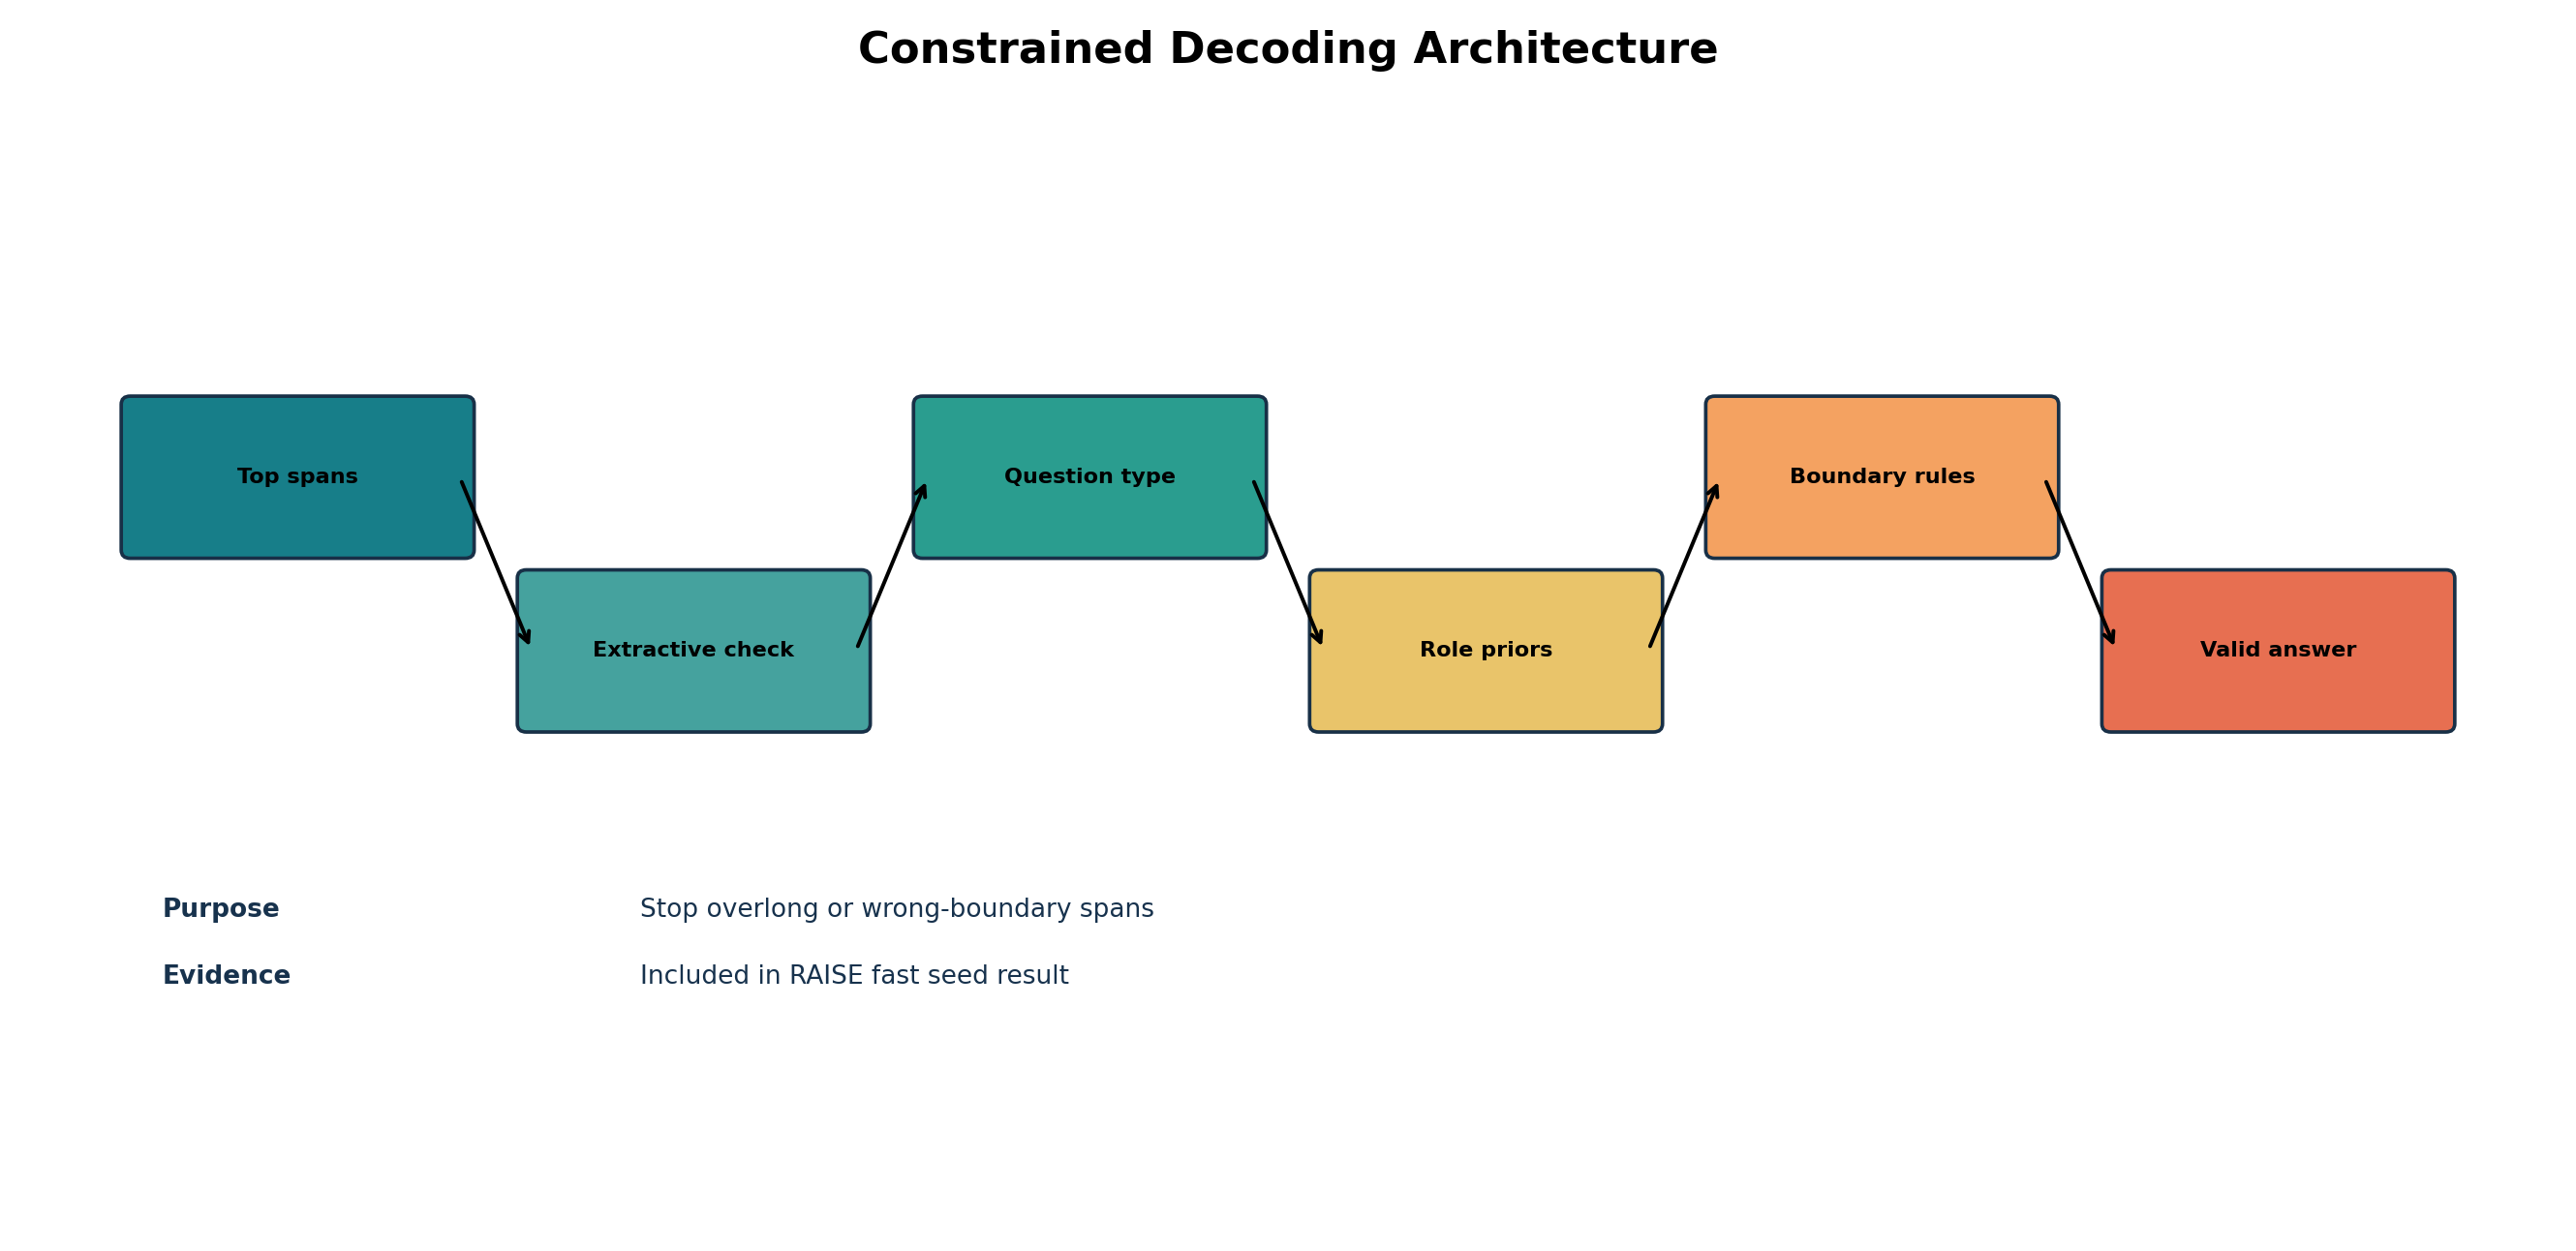 Constrained Decoding Architecture
Top spans
Extractive check
Question type
Role priors
Boundary rules
Valid answer
Purpose Stop overlong or wrong-boundary spans
Evidence Included in RAISE fast seed result